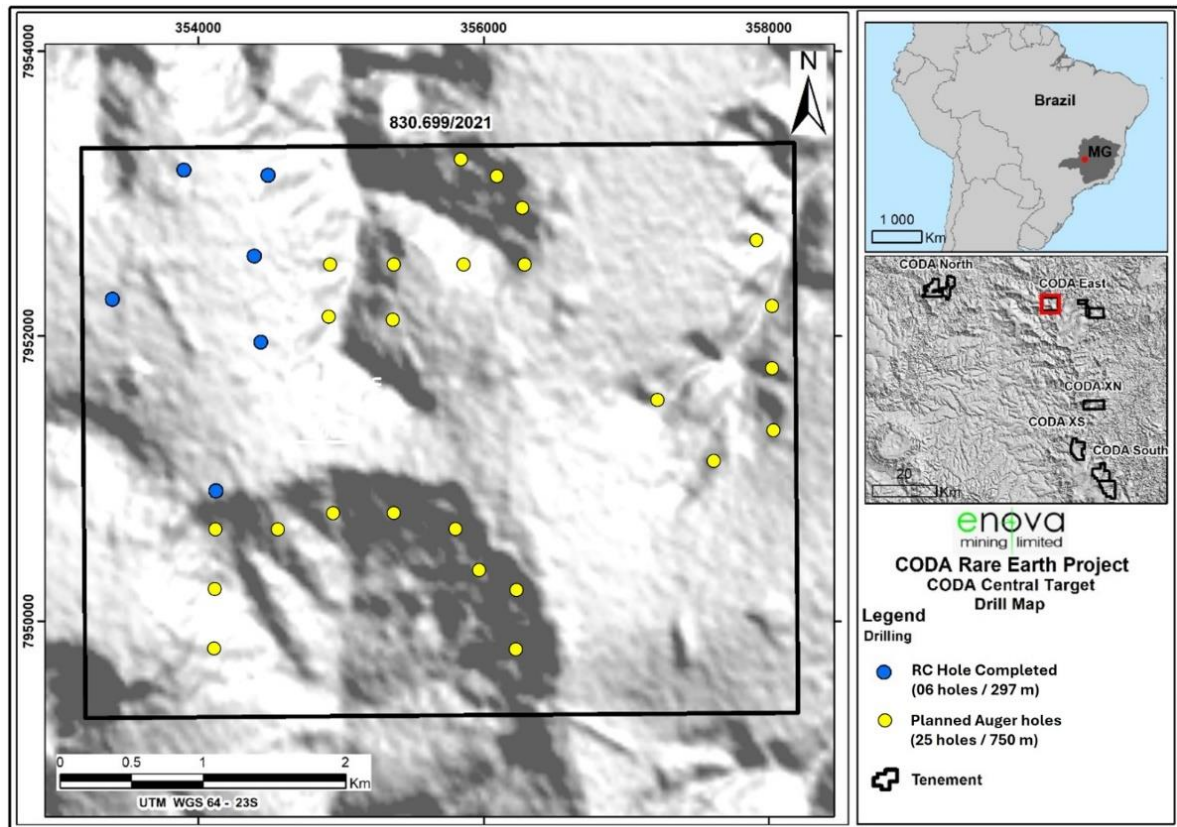 354000
356000
358000
7954000
7952000
7950000
N
830.699/2021
0 0.5 1 2
Km
UTM WGS 64 - 23S
Brazil
MG
1 000
Km
CODA North
CODA East
CODA XN
CODA XS
CODA South
20
Km
enova
mining limited
CODA Rare Earth Project
CODA Central Target
Drill Map
Legend
Drilling
RC Hole Completed
(06 holes / 297 m)
Planned Auger holes
(25 holes / 750 m)
Tenement